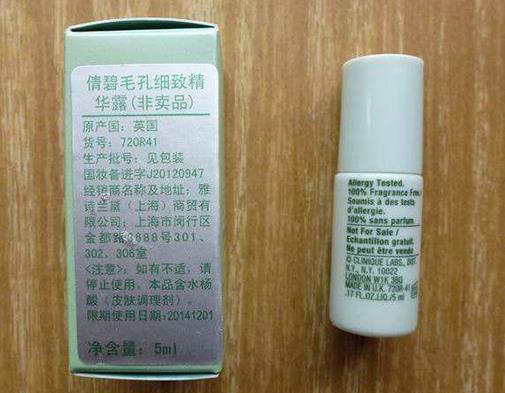 倩碧毛孔细致精
华露(非卖品)
原产国: 英国
货号: 720R41
生产批号: 见包装
国妆备进字J20120947
经销商名称及地址: 雅
诗兰黛(上海)商贸有
限公司: 上海市闵行区
金都路3688号301、
302、306室
<注意>: 如有不适, 请
停止使用。本品含水杨
酸(皮肤调理剂)。
限期使用日期:20141201
净含量: 5ml
Allergy Tested.
100% Fragrance Free.
Soumis à des tests
d'allergie.
100% sans parfum.
Not For Sale /
Echantillon gratuit.
Ne peut être vendu
© CLINIQUE LABS., DIST.
N.Y., N.Y. 10022
LONDON W1K 3BQ
MADE IN U.K. 720R-41
.17 FL.OZ.LIQ./5 ml